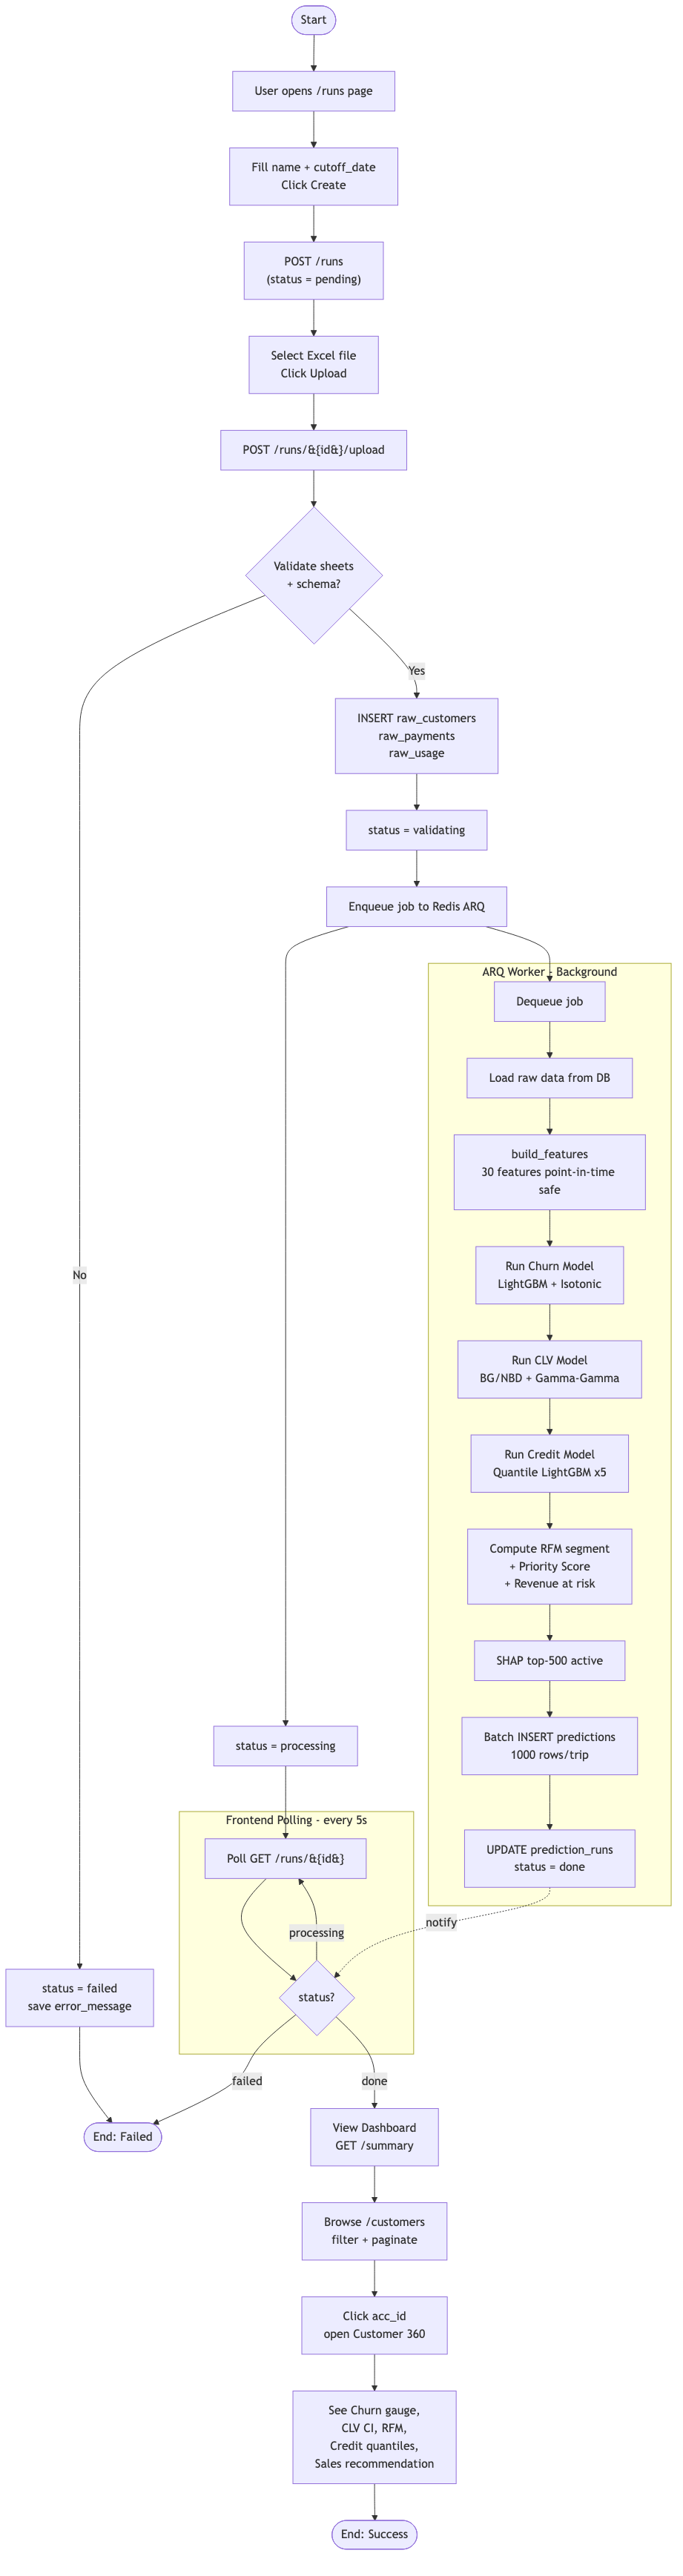 Start
User opens /runs page
Fill name + cutoff_date
Click Create
POST /runs
(status = pending)
Select Excel file
Click Upload
POST /runs/&{id&}/upload
Validate sheets
+ schema?
Yes
INSERT raw_customers
raw_payments
raw_usage
status = validating
Enqueue job to Redis ARQ
ARQ Worker - Background
Dequeue job
Load raw data from DB
build_features
30 features point-in-time
safe
No
Run Churn Model
LightGBM + Isotonic
Run CLV Model
BG/NBD + Gamma-Gamma
Run Credit Model
Quantile LightGBM x5
Compute RFM segment
+ Priority Score
+ Revenue at risk
SHAP top-500 active
Batch INSERT predictions
1000 rows/trip
status = processing
Frontend Polling - every 5s
Poll GET /runs/&{id&}
UPDATE prediction_runs
status = done
notify
processing
status?
status = failed
save error_message
failed
done
End: Failed
View Dashboard
GET /summary
Browse /customers
filter + paginate
Click acc_id
open Customer 360
See Churn gauge,
CLV CI, RFM,
Credit quantiles,
Sales recommendation
End: Success